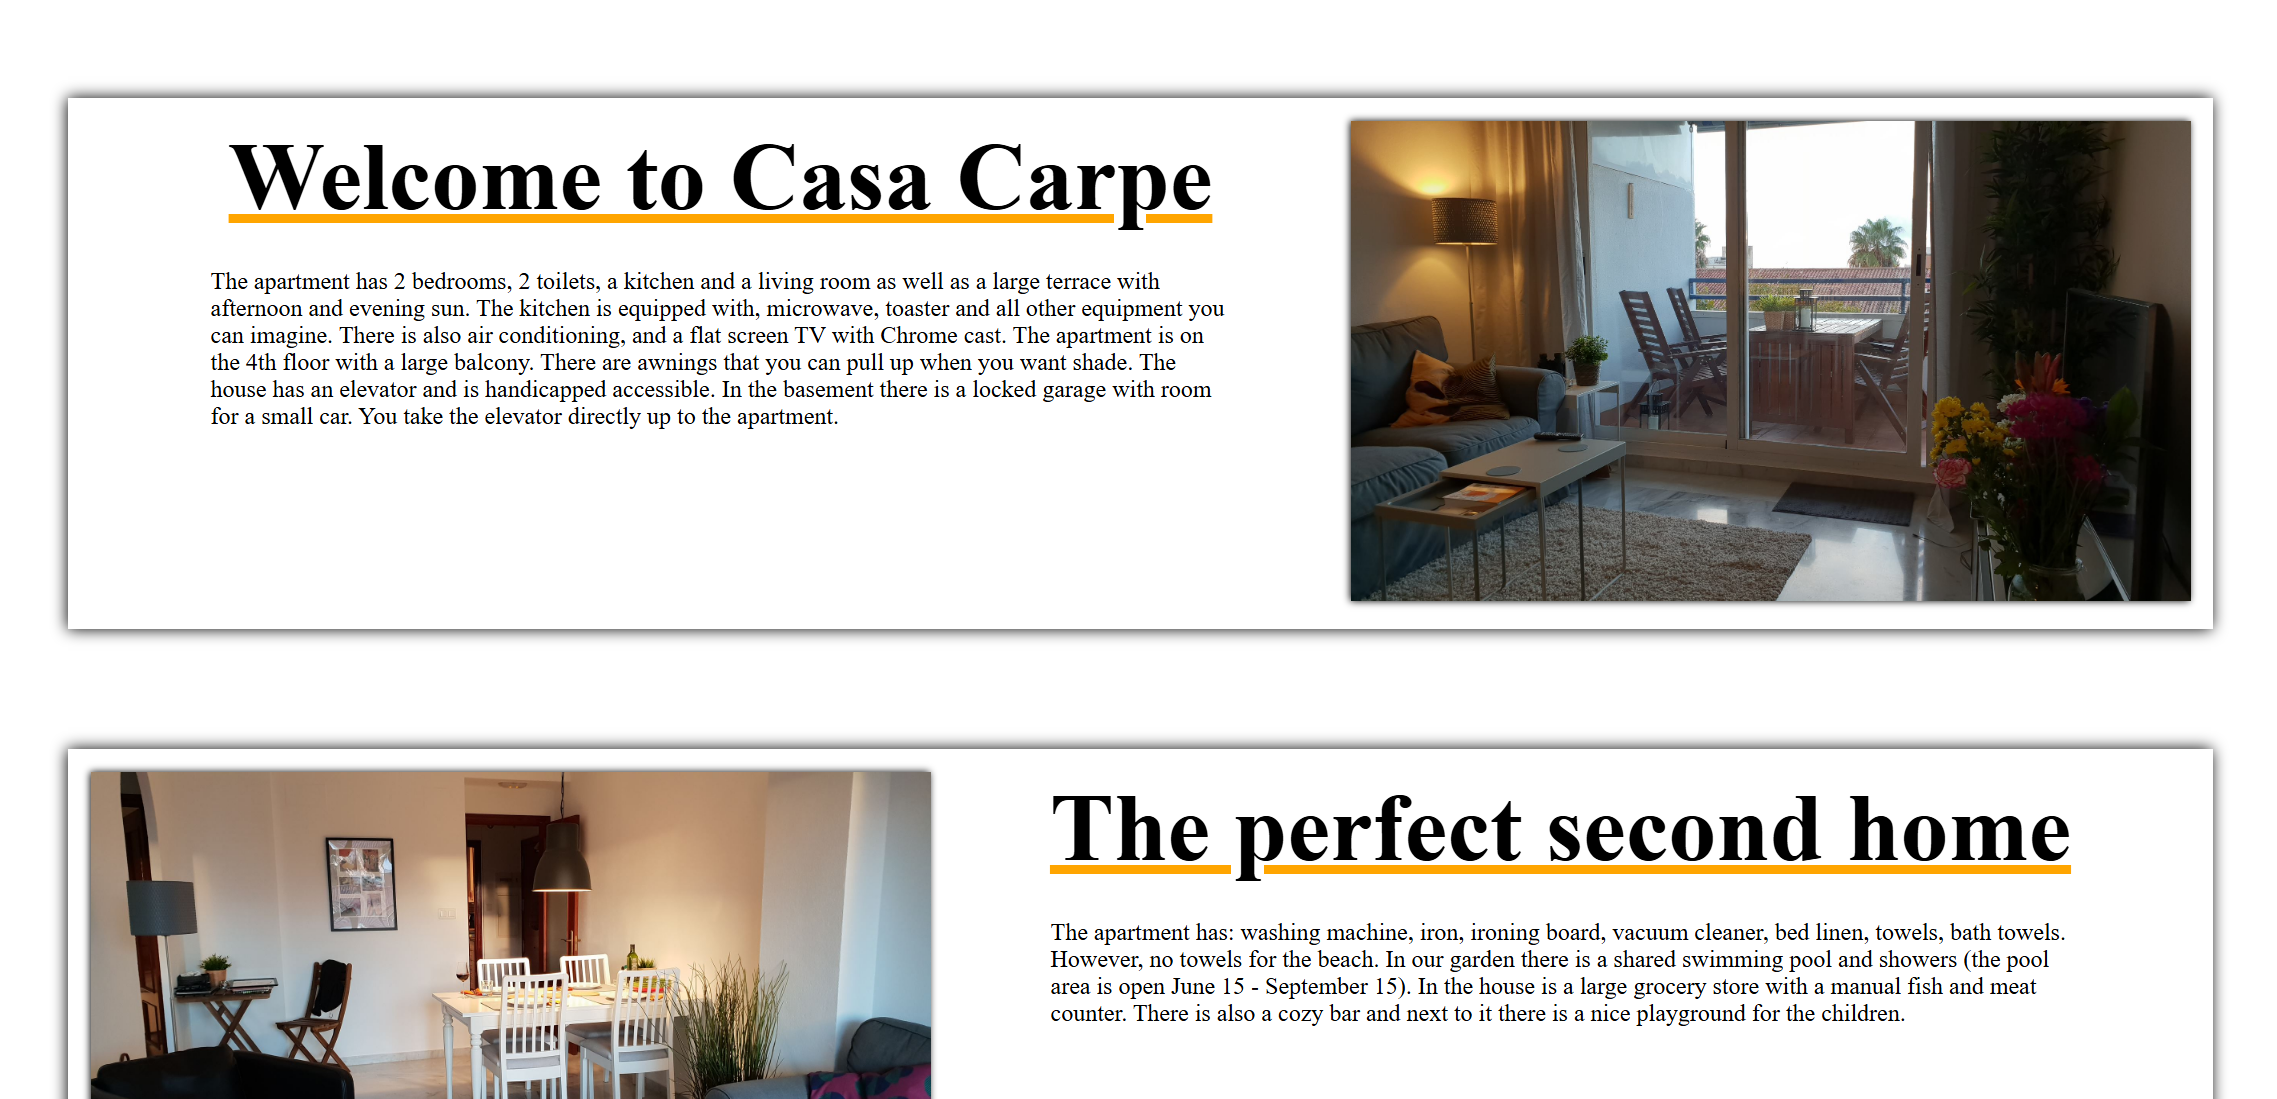 Welcome to Casa Carpe
The apartment has 2 bedrooms, 2 toilets, a kitchen and a living room as well as a large terrace with
afternoon and evening sun. The kitchen is equipped with, microwave, toaster and all other equipment you
can imagine. There is also air conditioning, and a flat screen TV with Chrome cast. The apartment is on
the 4th floor with a large balcony. There are awnings that you can pull up when you want shade. The
house has an elevator and is handicapped accessible. In the basement there is a locked garage with room
for a small car. You take the elevator directly up to the apartment.
The perfect second home
The apartment has: washing machine, iron, ironing board, vacuum cleaner, bed linen, towels, bath towels.
However, no towels for the beach. In our garden there is a shared swimming pool and showers (the pool
area is open June 15 - September 15). In the house is a large grocery store with a manual fish and meat
counter. There is also a cozy bar and next to it there is a nice playground for the children.